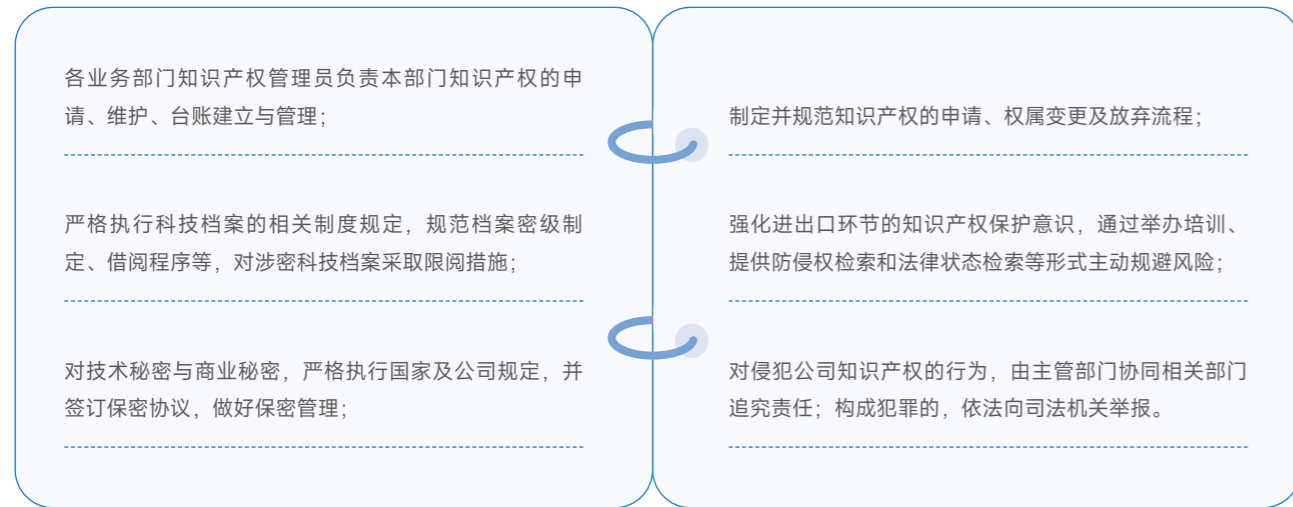 各业务部门知识产权管理员负责本部门知识产权的申
请、维护、台账建立与管理；
严格执行科技档案的相关制度规定，规范档案密级制
定、借阅程序等，对涉密科技档案采取限阅措施；
对技术秘密与商业秘密，严格执行国家及公司规定，并
签订保密协议，做好保密管理；
制定并规范知识产权的申请、权属变更及放弃流程；
强化进出口环节的知识产权保护意识，通过举办培训、
提供防侵权检索和法律状态检索等形式主动规避风险；
对侵犯公司知识产权的行为，由主管部门协同相关部门
追究责任；构成犯罪的，依法向司法机关举报。